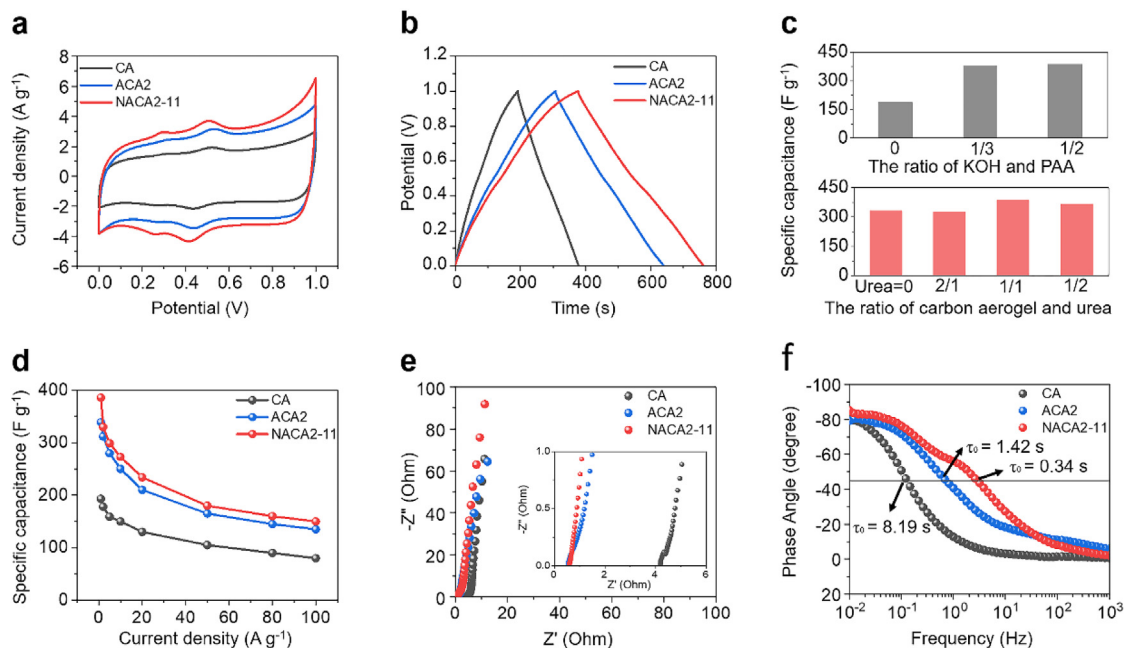 a
Current density (A g⁻¹)
8
6
4
2
0
-2
-4
-6
CA
ACA2
NACA2-11
0.0 0.2 0.4 0.6 0.8 1.0
Potential (V)
b
Potential (V)
1.2
1.0
0.8
0.6
0.4
0.2
0.0
CA
ACA2
NACA2-11
0 200 400 600 800
Time (s)
c
Specific capacitance (F g⁻¹)
450
300
150
0
0 1/3 1/2
The ratio of KOH and PAA
450
300
150
0
Urea=0 2/1 1/1 1/2
The ratio of carbon aerogel and urea
d
Specific capacitance (F g⁻¹)
400
300
200
100
0
CA
ACA2
NACA2-11
0 20 40 60 80 100
Current density (A g⁻¹)
e
-Z" (Ohm)
100
80
60
40
20
0
CA
ACA2
NACA2-11
-Z" (Ohm)
1.0
0.5
0.0
0 2 4 6
Z' (Ohm)
0 20 40 60 80 100
Z' (Ohm)
f
Phase Angle (degree)
-100
-80
-60
-40
-20
0
20
CA
ACA2
NACA2-11
τ₀ = 1.42 s
τ₀ = 0.34 s
τ₀ = 8.19 s
10⁻² 10⁻¹ 10⁰ 10¹ 10² 10³
Frequency (Hz)